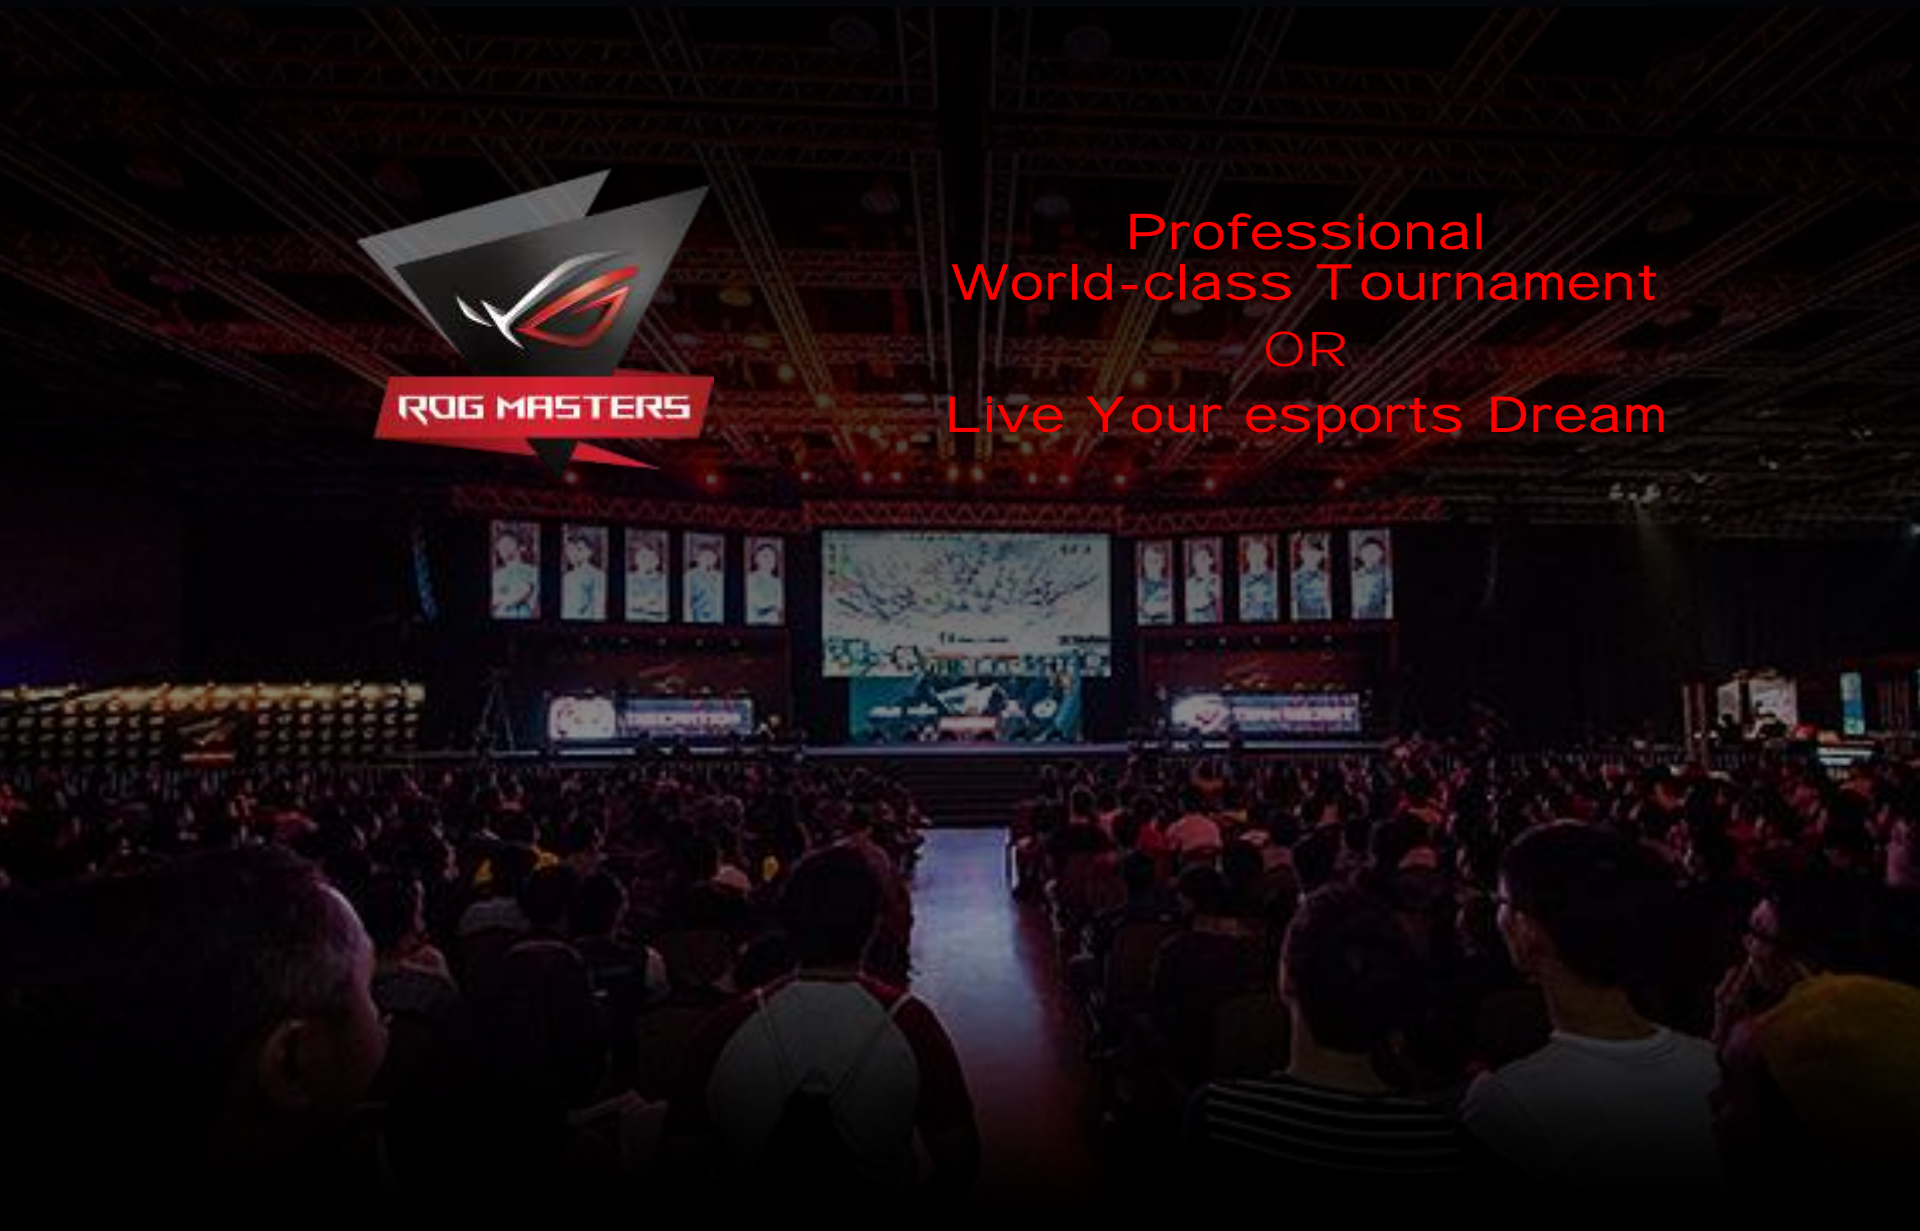 ROG MASTERS
Professional
World-class Tournament
OR
Live Your esports Dream